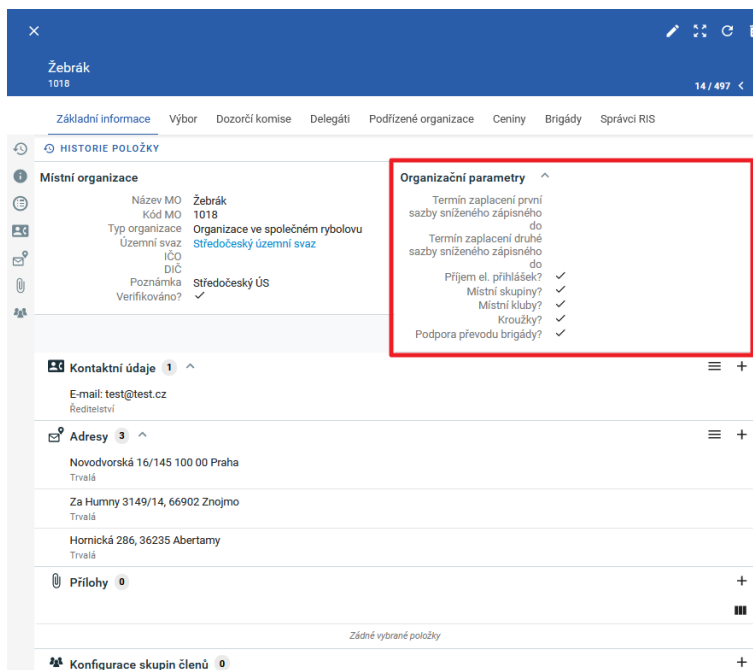 Žebrák
1018
14 / 497
Základní informace Výbor Dozorčí komise Delegáti Podřízené organizace Ceniny Brigády Správci RIS
HISTORIE POLOŽKY
Místní organizace
Název MO Žebrák
Kód MO 1018
Typ organizace Organizace ve společném rybolovu
Územní svaz Středočeský územní svaz
IČO
DIČ
Poznámka Středočeský ÚS
Verifikováno?
Organizační parametry
Termín zaplacení první
sazby sníženého zápisného
do
Termín zaplacení druhé
sazby sníženého zápisného
do
Příjem el. přihlášek?
Místní skupiny?
Místní kluby?
Kroužky?
Podpora převodu brigády?
Kontaktní údaje 1
E-mail: test@test.cz
Ředitelství
Adresy 3
Novodvorská 16/145 100 00 Praha
Trvalá
Za Humny 3149/14, 66902 Znojmo
Trvalá
Hornická 286, 36235 Abertamy
Trvalá
Přílohy 0
Žádné vybrané položky
Konfigurace skupin členů 0